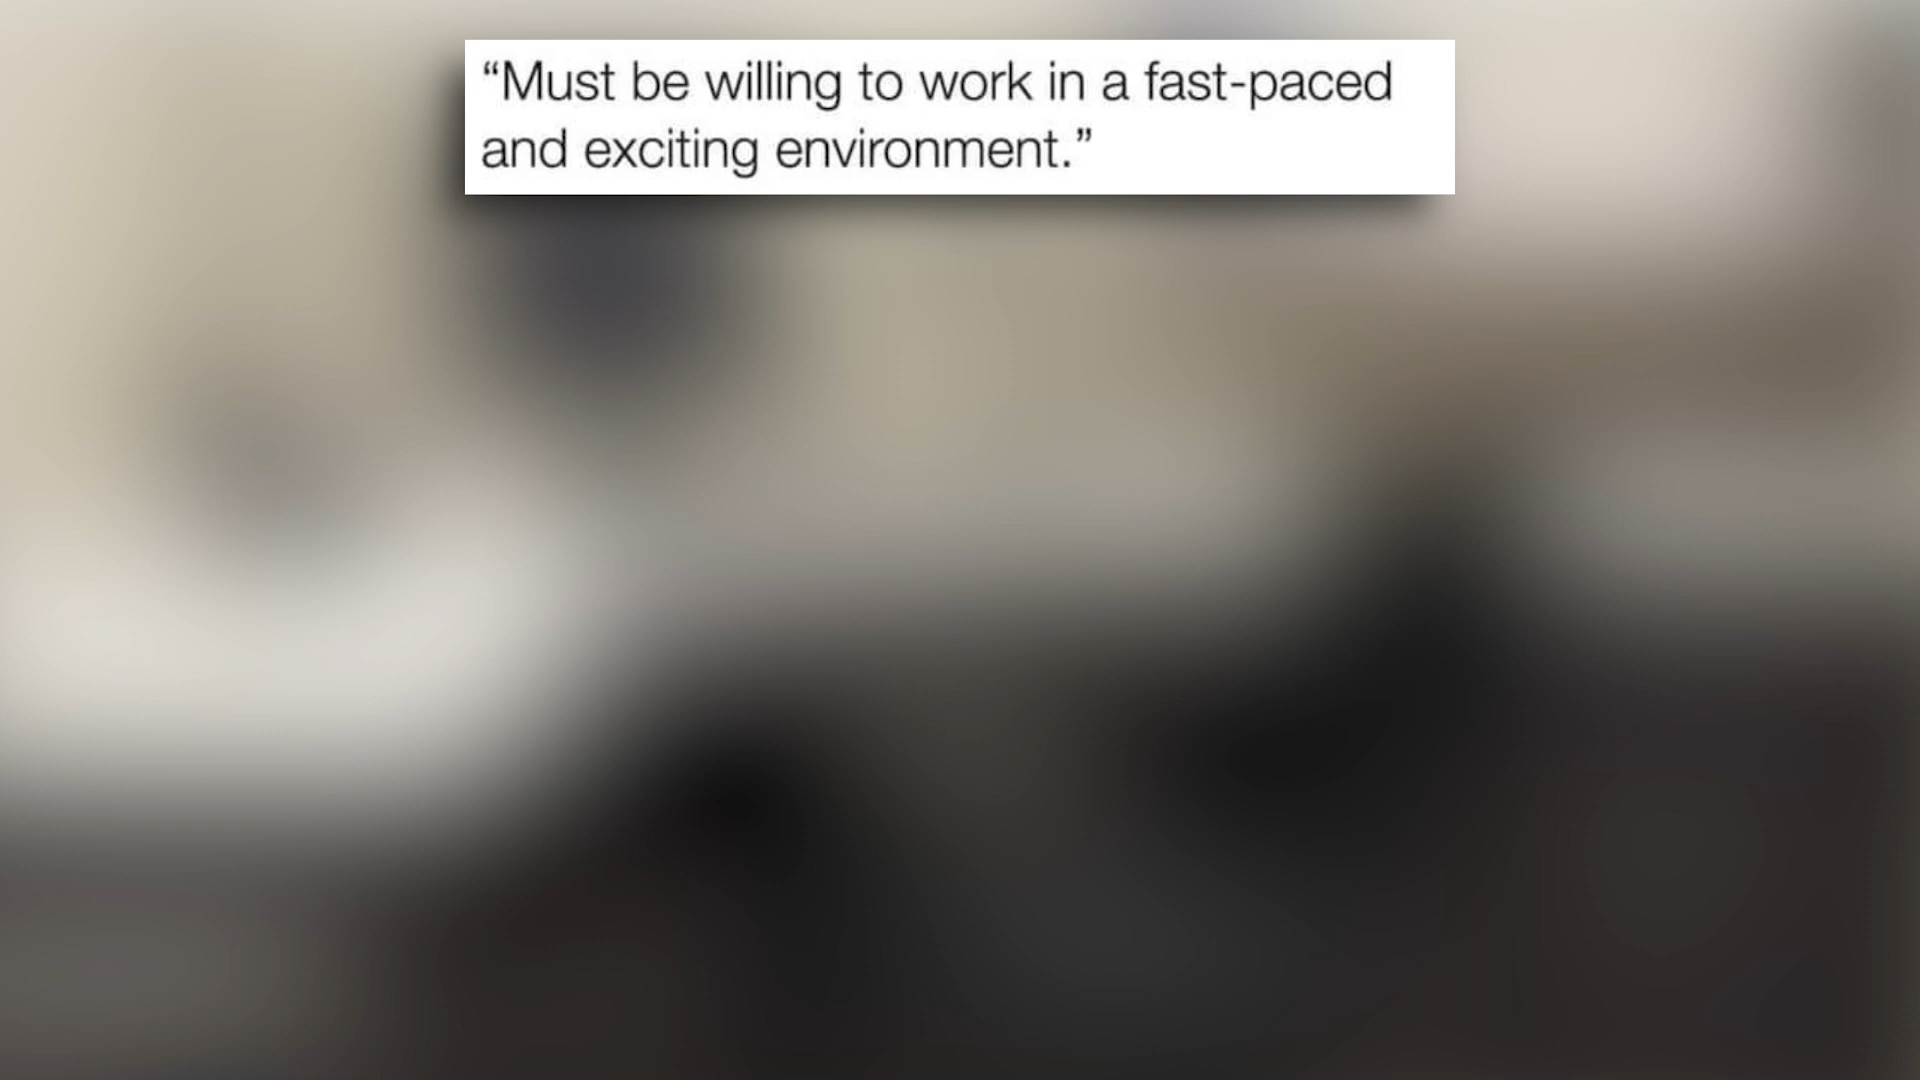 “Must be willing to work in a fast-paced
and exciting environment.”